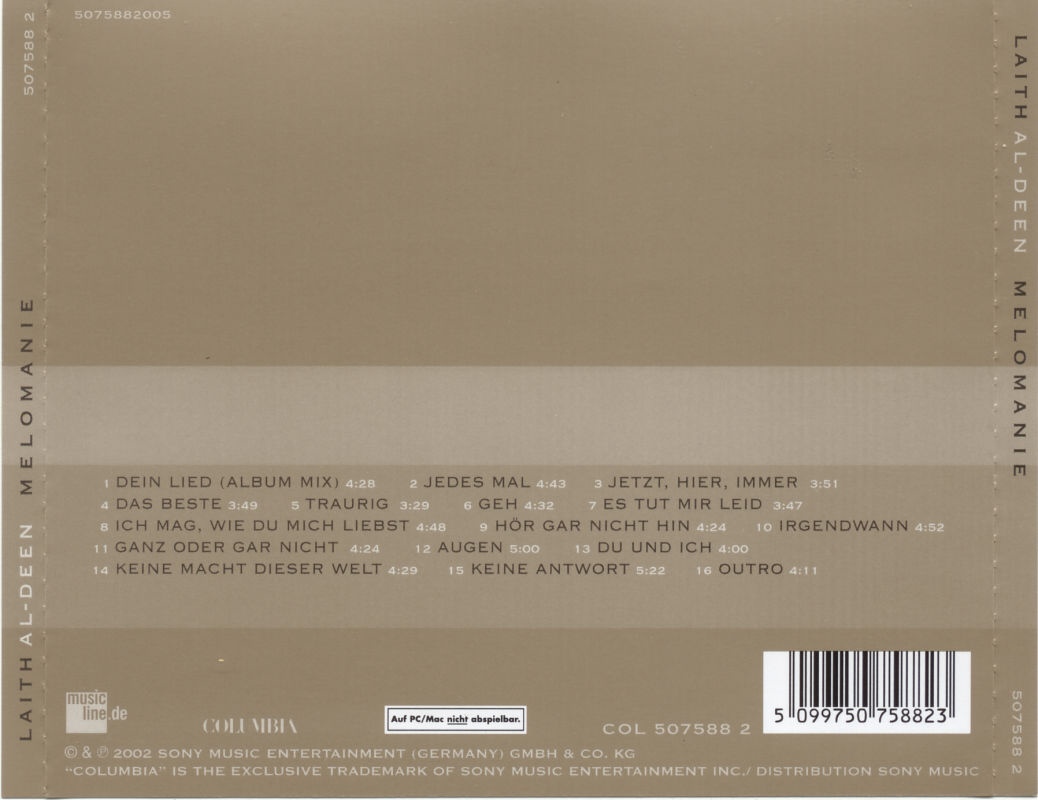 5075882005
507588 2
LAITH AL-DEEN MELOMANIE
LAITH AL-DEEN MELOMANIE
507588 2
1 DEIN LIED (ALBUM MIX) 4:28 2 JEDES MAL 4:43 3 JETZT, HIER, IMMER 3:51
4 DAS BESTE 3:49 5 TRAURIG 3:29 6 GEH 4:32 7 ES TUT MIR LEID 3:47
8 ICH MAG, WIE DU MICH LIEBST 4:48 9 HÖR GAR NICHT HIN 4:24 10 IRGENDWANN 4:52
11 GANZ ODER GAR NICHT 4:24 12 AUGEN 5:00 13 DU UND ICH 4:00
14 KEINE MACHT DIESER WELT 4:29 15 KEINE ANTWORT 5:22 16 OUTRO 4:11
music
line.de
COLUMBIA
Auf PC/Mac nicht abspielbar.
COL 507588 2
5 099750 758823
© & ℗ 2002 SONY MUSIC ENTERTAINMENT (GERMANY) GMBH & CO. KG
“COLUMBIA” IS THE EXCLUSIVE TRADEMARK OF SONY MUSIC ENTERTAINMENT INC./ DISTRIBUTION SONY MUSIC